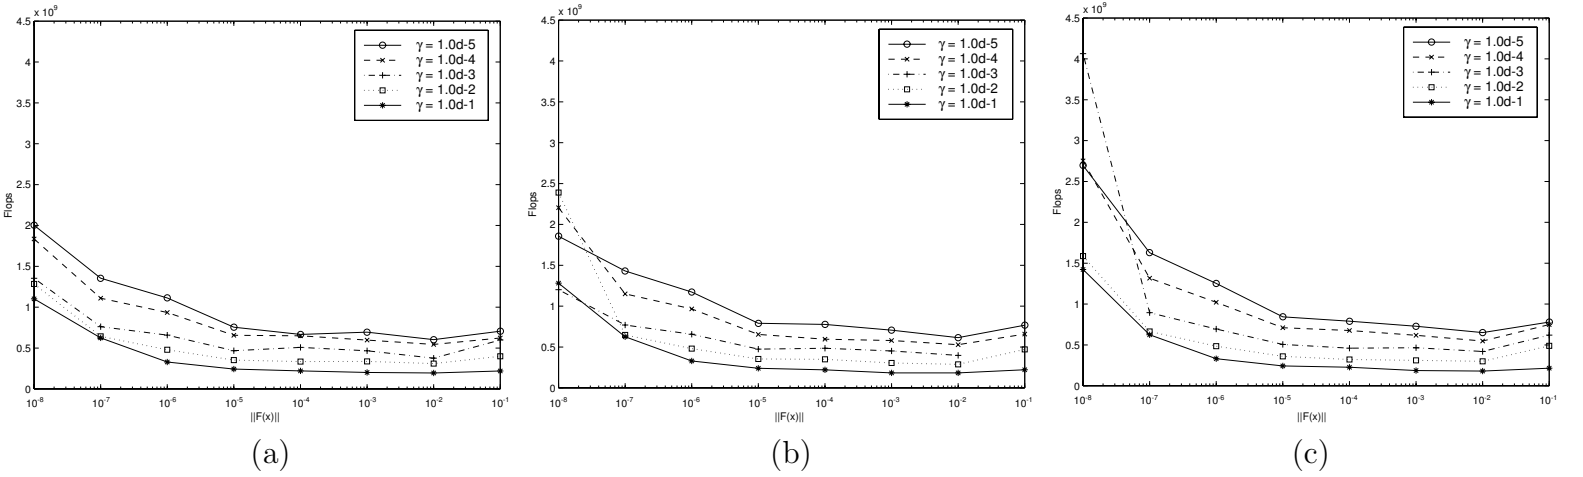 x 10^9
4.5
4
3.5
3
2.5
2
1.5
1
0.5
0
Flops
γ = 1.0d-5
γ = 1.0d-4
γ = 1.0d-3
γ = 1.0d-2
γ = 1.0d-1
10^-8 10^-7 10^-6 10^-5 10^-4 10^-3 10^-2 10^-1
||F(x)||
(a)
x 10^9
4.5
4
3.5
3
2.5
2
1.5
1
0.5
0
Flops
γ = 1.0d-5
γ = 1.0d-4
γ = 1.0d-3
γ = 1.0d-2
γ = 1.0d-1
10^-8 10^-7 10^-6 10^-5 10^-4 10^-3 10^-2 10^-1
||F(x)||
(b)
x 10^9
4.5
4
3.5
3
2.5
2
1.5
1
0.5
0
Flops
γ = 1.0d-5
γ = 1.0d-4
γ = 1.0d-3
γ = 1.0d-2
γ = 1.0d-1
10^-8 10^-7 10^-6 10^-5 10^-4 10^-3 10^-2 10^-1
||F(x)||
(c)